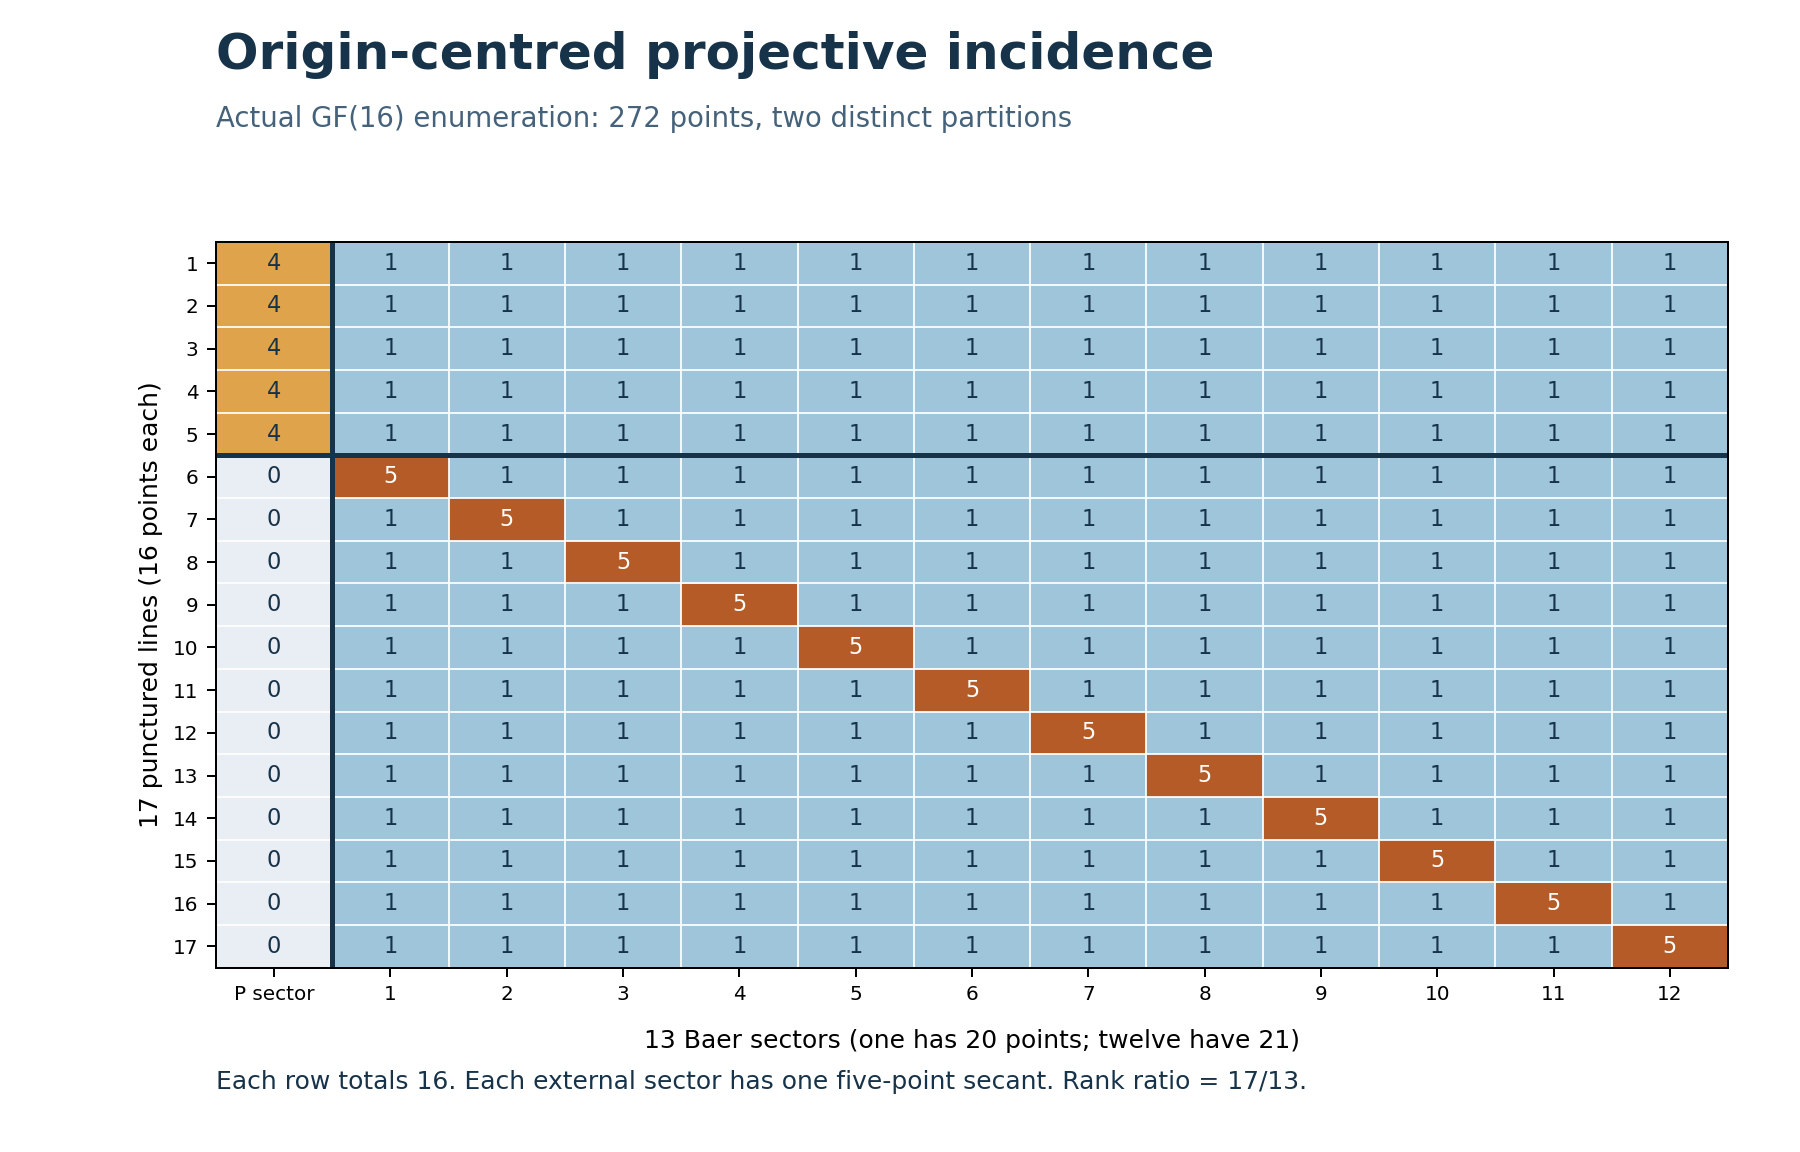 Origin-centred projective incidence
Actual GF(16) enumeration: 272 points, two distinct partitions
17 punctured lines (16 points each)
1 4 1 1 1 1 1 1 1 1 1 1 1 1
2 4 1 1 1 1 1 1 1 1 1 1 1 1
3 4 1 1 1 1 1 1 1 1 1 1 1 1
4 4 1 1 1 1 1 1 1 1 1 1 1 1
5 4 1 1 1 1 1 1 1 1 1 1 1 1
6 0 5 1 1 1 1 1 1 1 1 1 1 1
7 0 1 5 1 1 1 1 1 1 1 1 1 1
8 0 1 1 5 1 1 1 1 1 1 1 1 1
9 0 1 1 1 5 1 1 1 1 1 1 1 1
10 0 1 1 1 1 5 1 1 1 1 1 1 1
11 0 1 1 1 1 1 5 1 1 1 1 1 1
12 0 1 1 1 1 1 1 5 1 1 1 1 1
13 0 1 1 1 1 1 1 1 5 1 1 1 1
14 0 1 1 1 1 1 1 1 1 5 1 1 1
15 0 1 1 1 1 1 1 1 1 1 5 1 1
16 0 1 1 1 1 1 1 1 1 1 1 5 1
17 0 1 1 1 1 1 1 1 1 1 1 1 5
P sector 1 2 3 4 5 6 7 8 9 10 11 12
13 Baer sectors (one has 20 points; twelve have 21)
Each row totals 16. Each external sector has one five-point secant. Rank ratio = 17/13.